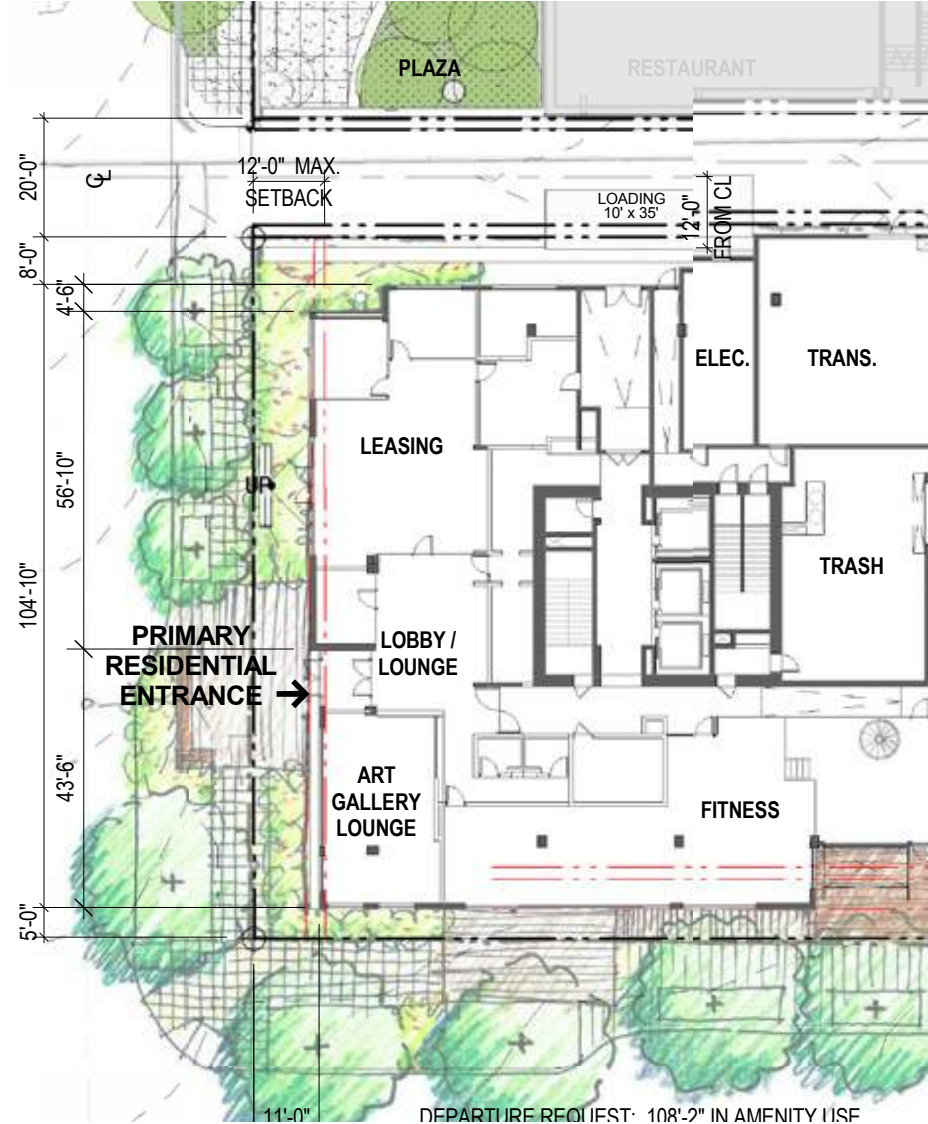 PLAZA
RESTAURANT
20'-0"
CL
12'-0" MAX.
SETBACK
LOADING
10' x 35'
12'-0"
FROM CL
8'-0"
4'-6"
ELEC.
TRANS.
LEASING
56'-10"
UP
TRASH
104'-10"
PRIMARY
RESIDENTIAL
ENTRANCE
LOBBY /
LOUNGE
43'-6"
ART
GALLERY
LOUNGE
FITNESS
5'-0"
11'-0"
DEPARTURE REQUEST: 108'-2" IN AMENITY USE